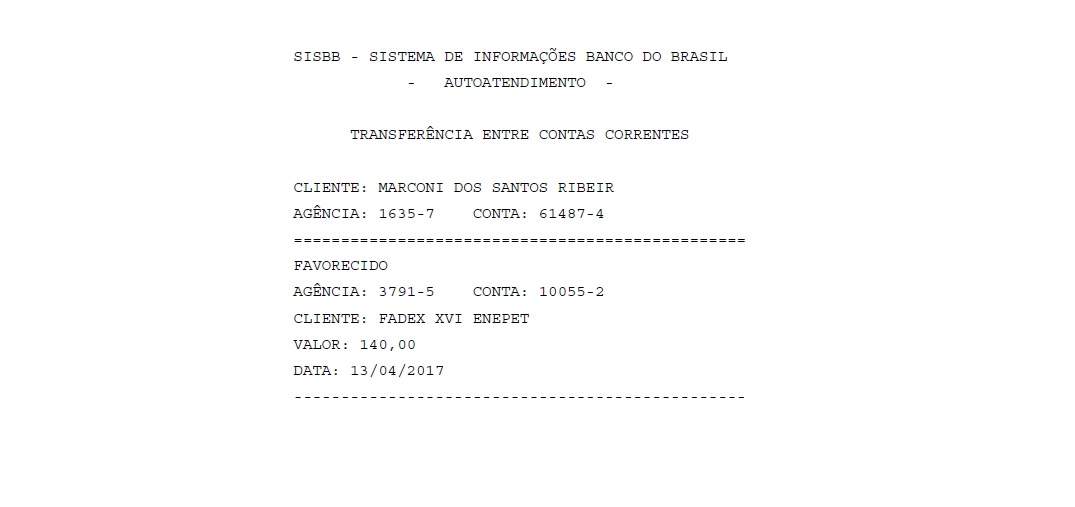 SISBB - SISTEMA DE INFORMAÇÕES BANCO DO BRASIL
- AUTOATENDIMENTO -
TRANSFERÊNCIA ENTRE CONTAS CORRENTES
CLIENTE: MARCONI DOS SANTOS RIBEIR
AGÊNCIA: 1635-7 CONTA: 61487-4
================================================
FAVORECIDO
AGÊNCIA: 3791-5 CONTA: 10055-2
CLIENTE: FADEX XVI ENEPET
VALOR: 140,00
DATA: 13/04/2017
------------------------------------------------